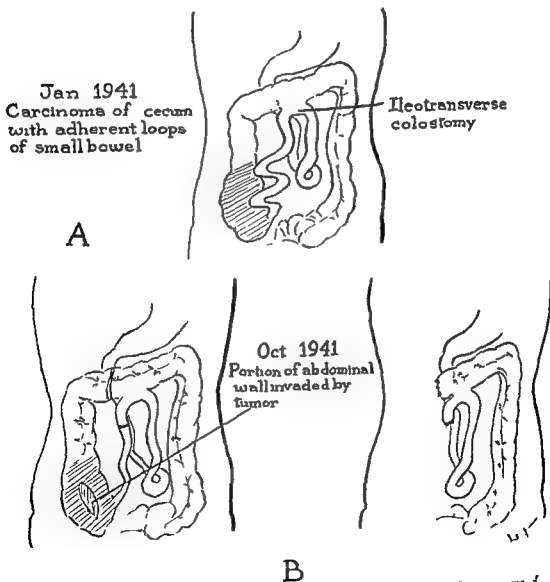 Jan 1941
Carcinoma of cecum
with adherent loops
of small bowel
Ileotransverse
colostomy
A
Oct 1941
Portion of abdominal
wall invaded by
tumor
B